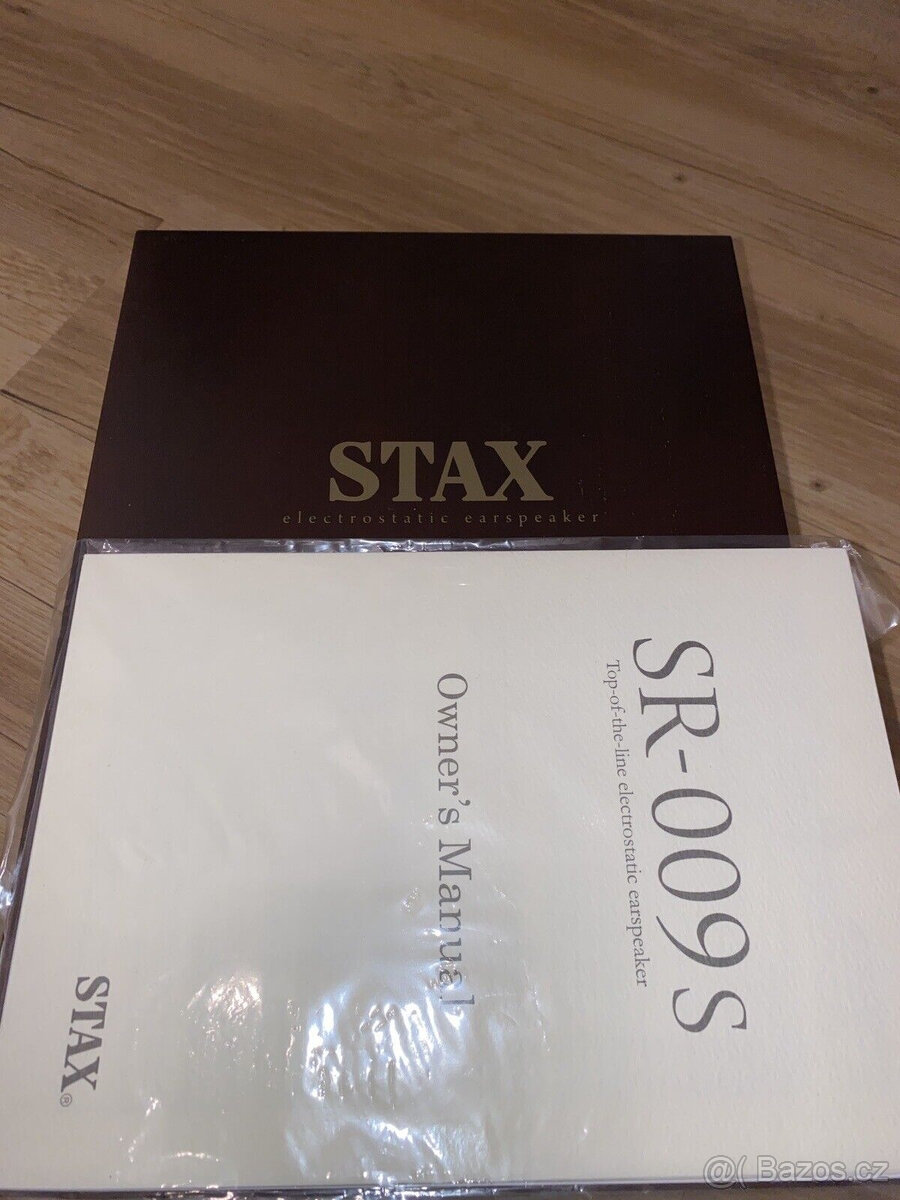 STAX
electrostatic earspeaker
SR-009S
Top-of-the-line electrostatic earspeaker
Owner's Manual
STAX®
@( Bazos.cz